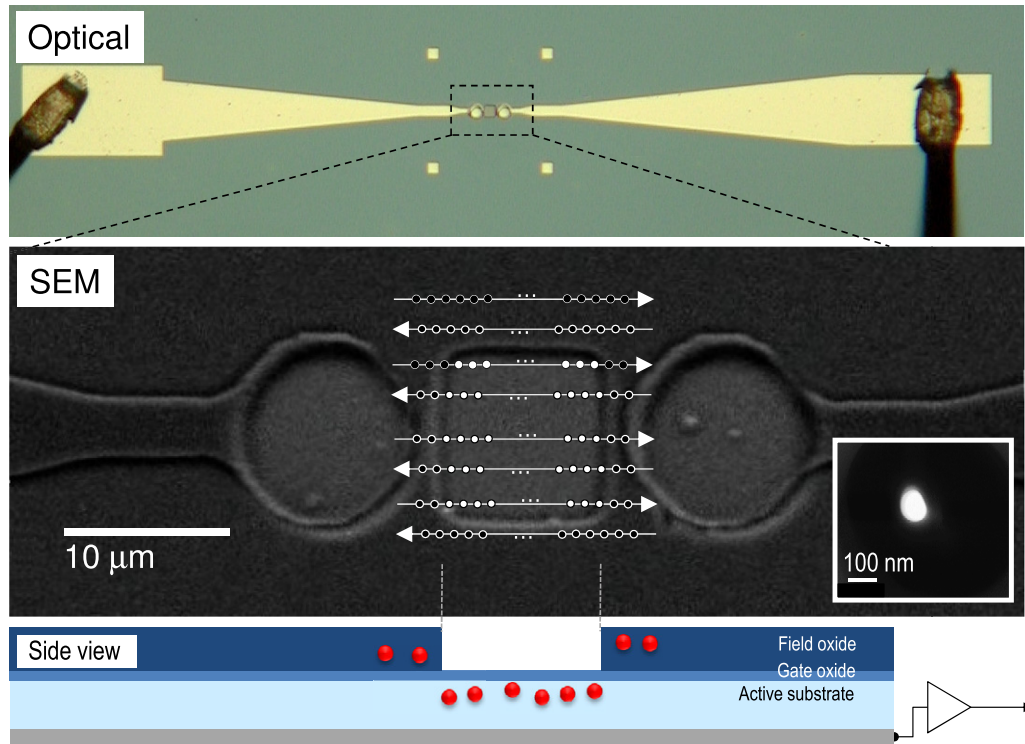 Optical
SEM
...
...
...
...
...
...
...
...
10 μm
100 nm
Side view
Field oxide
Gate oxide
Active substrate